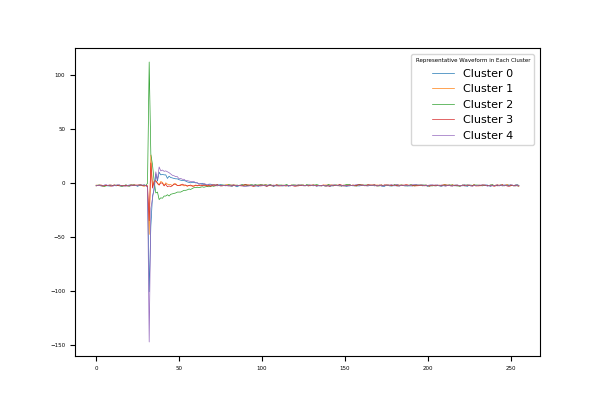 Representative Waveform in Each Cluster
Cluster 0
Cluster 1
Cluster 2
Cluster 3
Cluster 4
100
50
0
−50
−100
−150
0
50
100
150
200
250